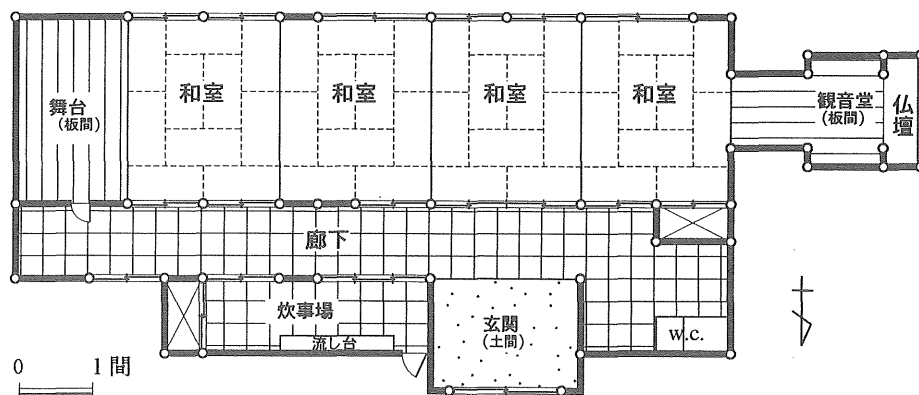 舞台
(板間)
和室
和室
和室
和室
観音堂
(板間)
仏壇
廊下
炊事場
流し台
玄関
(土間)
w.c.
0 1間